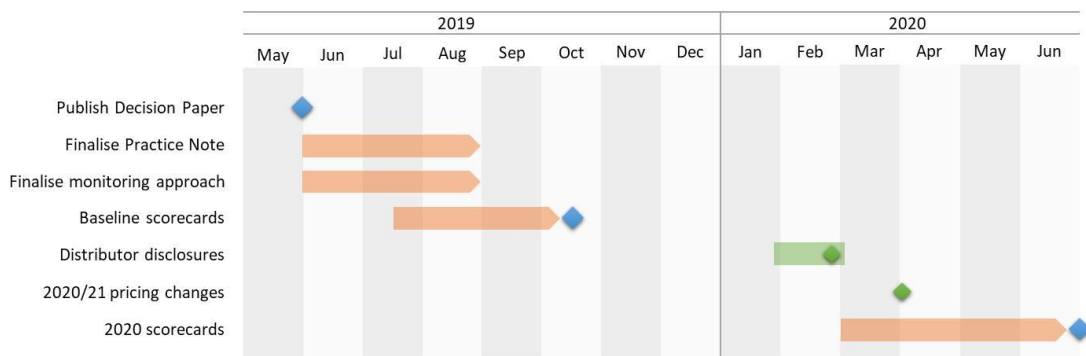 2019 2020
May Jun Jul Aug Sep Oct Nov Dec Jan Feb Mar Apr May Jun
Publish Decision Paper
Finalise Practice Note
Finalise monitoring approach
Baseline scorecards
Distributor disclosures
2020/21 pricing changes
2020 scorecards